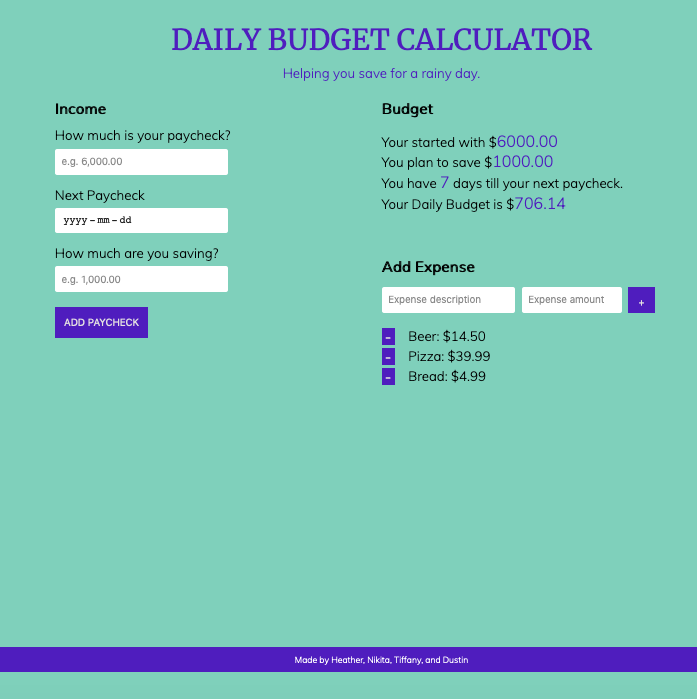 DAILY BUDGET CALCULATOR
Helping you save for a rainy day.
Income
How much is your paycheck?
e.g. 6,000.00
Next Paycheck
yyyy – mm – dd
How much are you saving?
e.g. 1,000.00
ADD PAYCHECK
Budget
Your started with $6000.00
You plan to save $1000.00
You have 7 days till your next paycheck.
Your Daily Budget is $706.14
Add Expense
Expense description Expense amount +
– Beer: $14.50
– Pizza: $39.99
– Bread: $4.99
Made by Heather, Nikita, Tiffany, and Dustin